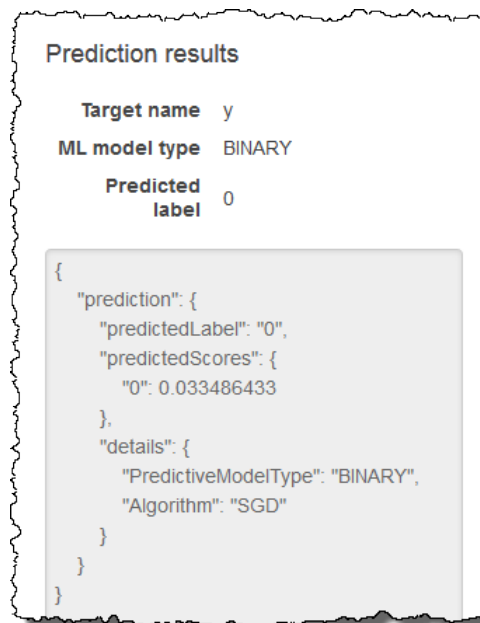 Prediction results
Target name y
ML model type BINARY
Predicted
label 0
{
"prediction": {
"predictedLabel": "0",
"predictedScores": {
"0": 0.033486433
},
"details": {
"PredictiveModelType": "BINARY",
"Algorithm": "SGD"
}
}
}